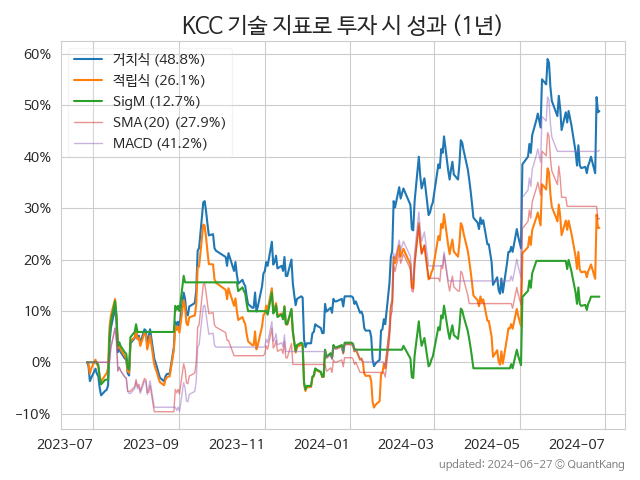 KCC 기술 지표로 투자 시 성과 (1년)
60%
50%
40%
30%
20%
10%
0%
−10%
거치식 (48.8%)
적립식 (26.1%)
SigM (12.7%)
SMA(20) (27.9%)
MACD (41.2%)
2023-07
2023-09
2023-11
2024-01
2024-03
2024-05
2024-07
updated: 2024-06-27 © QuantKang